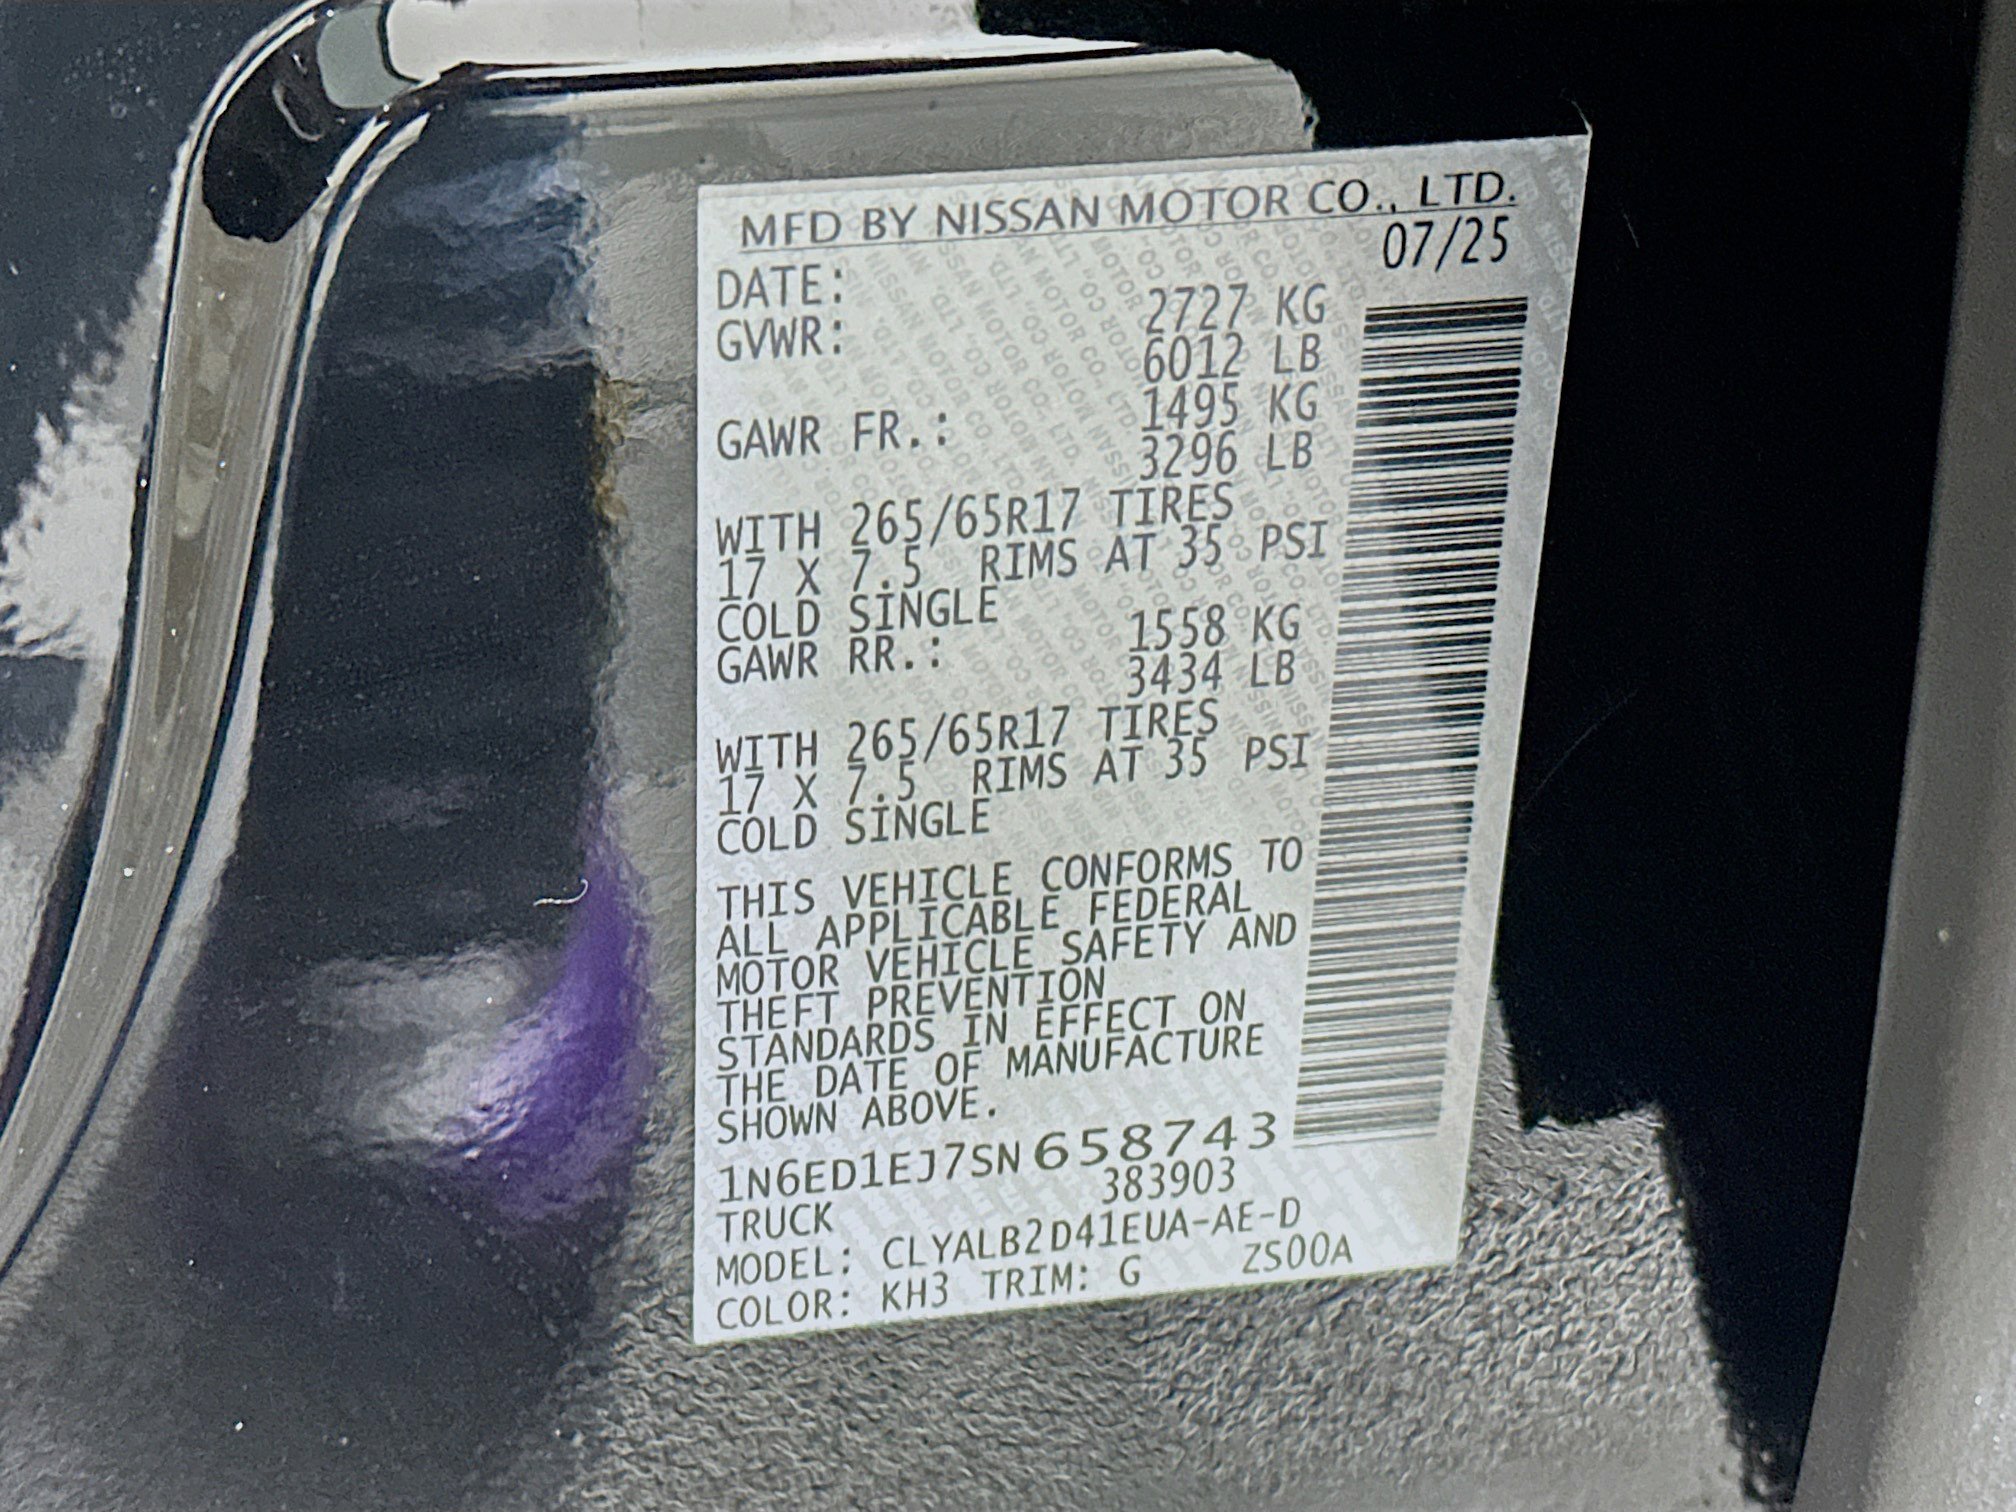 MFD BY NISSAN MOTOR CO., LTD.
DATE: 07/25
GVWR: 2727 KG
6012 LB
GAWR FR.: 1495 KG
3296 LB
WITH 265/65R17 TIRES
17 X 7.5 RIMS AT 35 PSI
COLD SINGLE
GAWR RR.: 1558 KG
3434 LB
WITH 265/65R17 TIRES
17 X 7.5 RIMS AT 35 PSI
COLD SINGLE
THIS VEHICLE CONFORMS TO
ALL APPLICABLE FEDERAL
MOTOR VEHICLE SAFETY AND
THEFT PREVENTION
STANDARDS IN EFFECT ON
THE DATE OF MANUFACTURE
SHOWN ABOVE.
1N6ED1EJ7SN658743
383903
TRUCK
MODEL: CLYALB2D41EUA-AE-D
COLOR: KH3 TRIM: G ZS00A